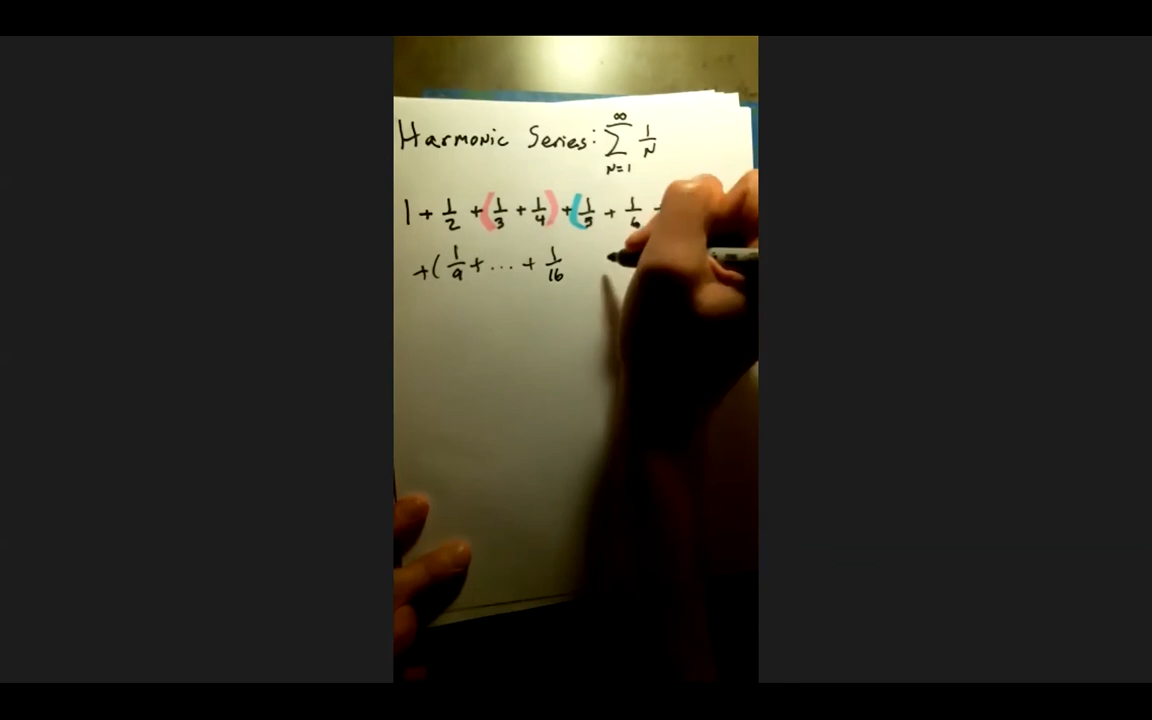 Harmonic Series: ∞ ∑ N=1 1/N
1 + 1/2 + (1/3 + 1/4) + (1/5 + 1/6 +
+ (1/9 + ... + 1/16